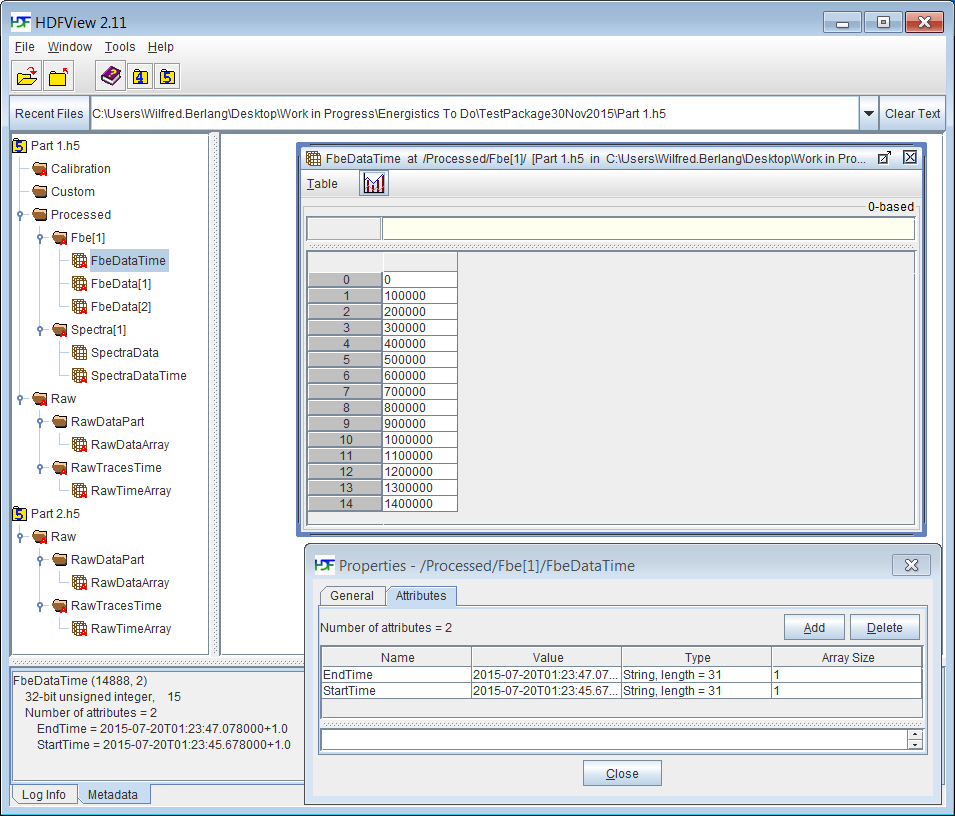 HDF HDFView 2.11
File Window Tools Help
4 5
Recent Files C:\Users\Wilfred.Berlang\Desktop\Work in Progress\Energistics To Do\TestPackage30Nov2015\Part 1.h5 Clear Text
5 Part 1.h5
Calibration
Custom
Processed
Fbe[1]
FbeDataTime
FbeData[1]
FbeData[2]
Spectra[1]
SpectraData
SpectraDataTime
Raw
RawDataPart
RawDataArray
RawTracesTime
RawTimeArray
5 Part 2.h5
Raw
RawDataPart
RawDataArray
RawTracesTime
RawTimeArray
FbeDataTime at /Processed/Fbe[1]/ [Part 1.h5 in C:\Users\Wilfred.Berlang\Desktop\Work in Pro...
Table
0-based
0 0
1 100000
2 200000
3 300000
4 400000
5 500000
6 600000
7 700000
8 800000
9 900000
10 1000000
11 1100000
12 1200000
13 1300000
14 1400000
HDF Properties - /Processed/Fbe[1]/FbeDataTime
General Attributes
Number of attributes = 2 Add Delete
Name Value Type Array Size
EndTime 2015-07-20T01:23:47.07... String, length = 31 1
StartTime 2015-07-20T01:23:45.67... String, length = 31 1
Close
FbeDataTime (14888, 2)
32-bit unsigned integer, 15
Number of attributes = 2
EndTime = 2015-07-20T01:23:47.078000+1.0
StartTime = 2015-07-20T01:23:45.678000+1.0
Log Info Metadata